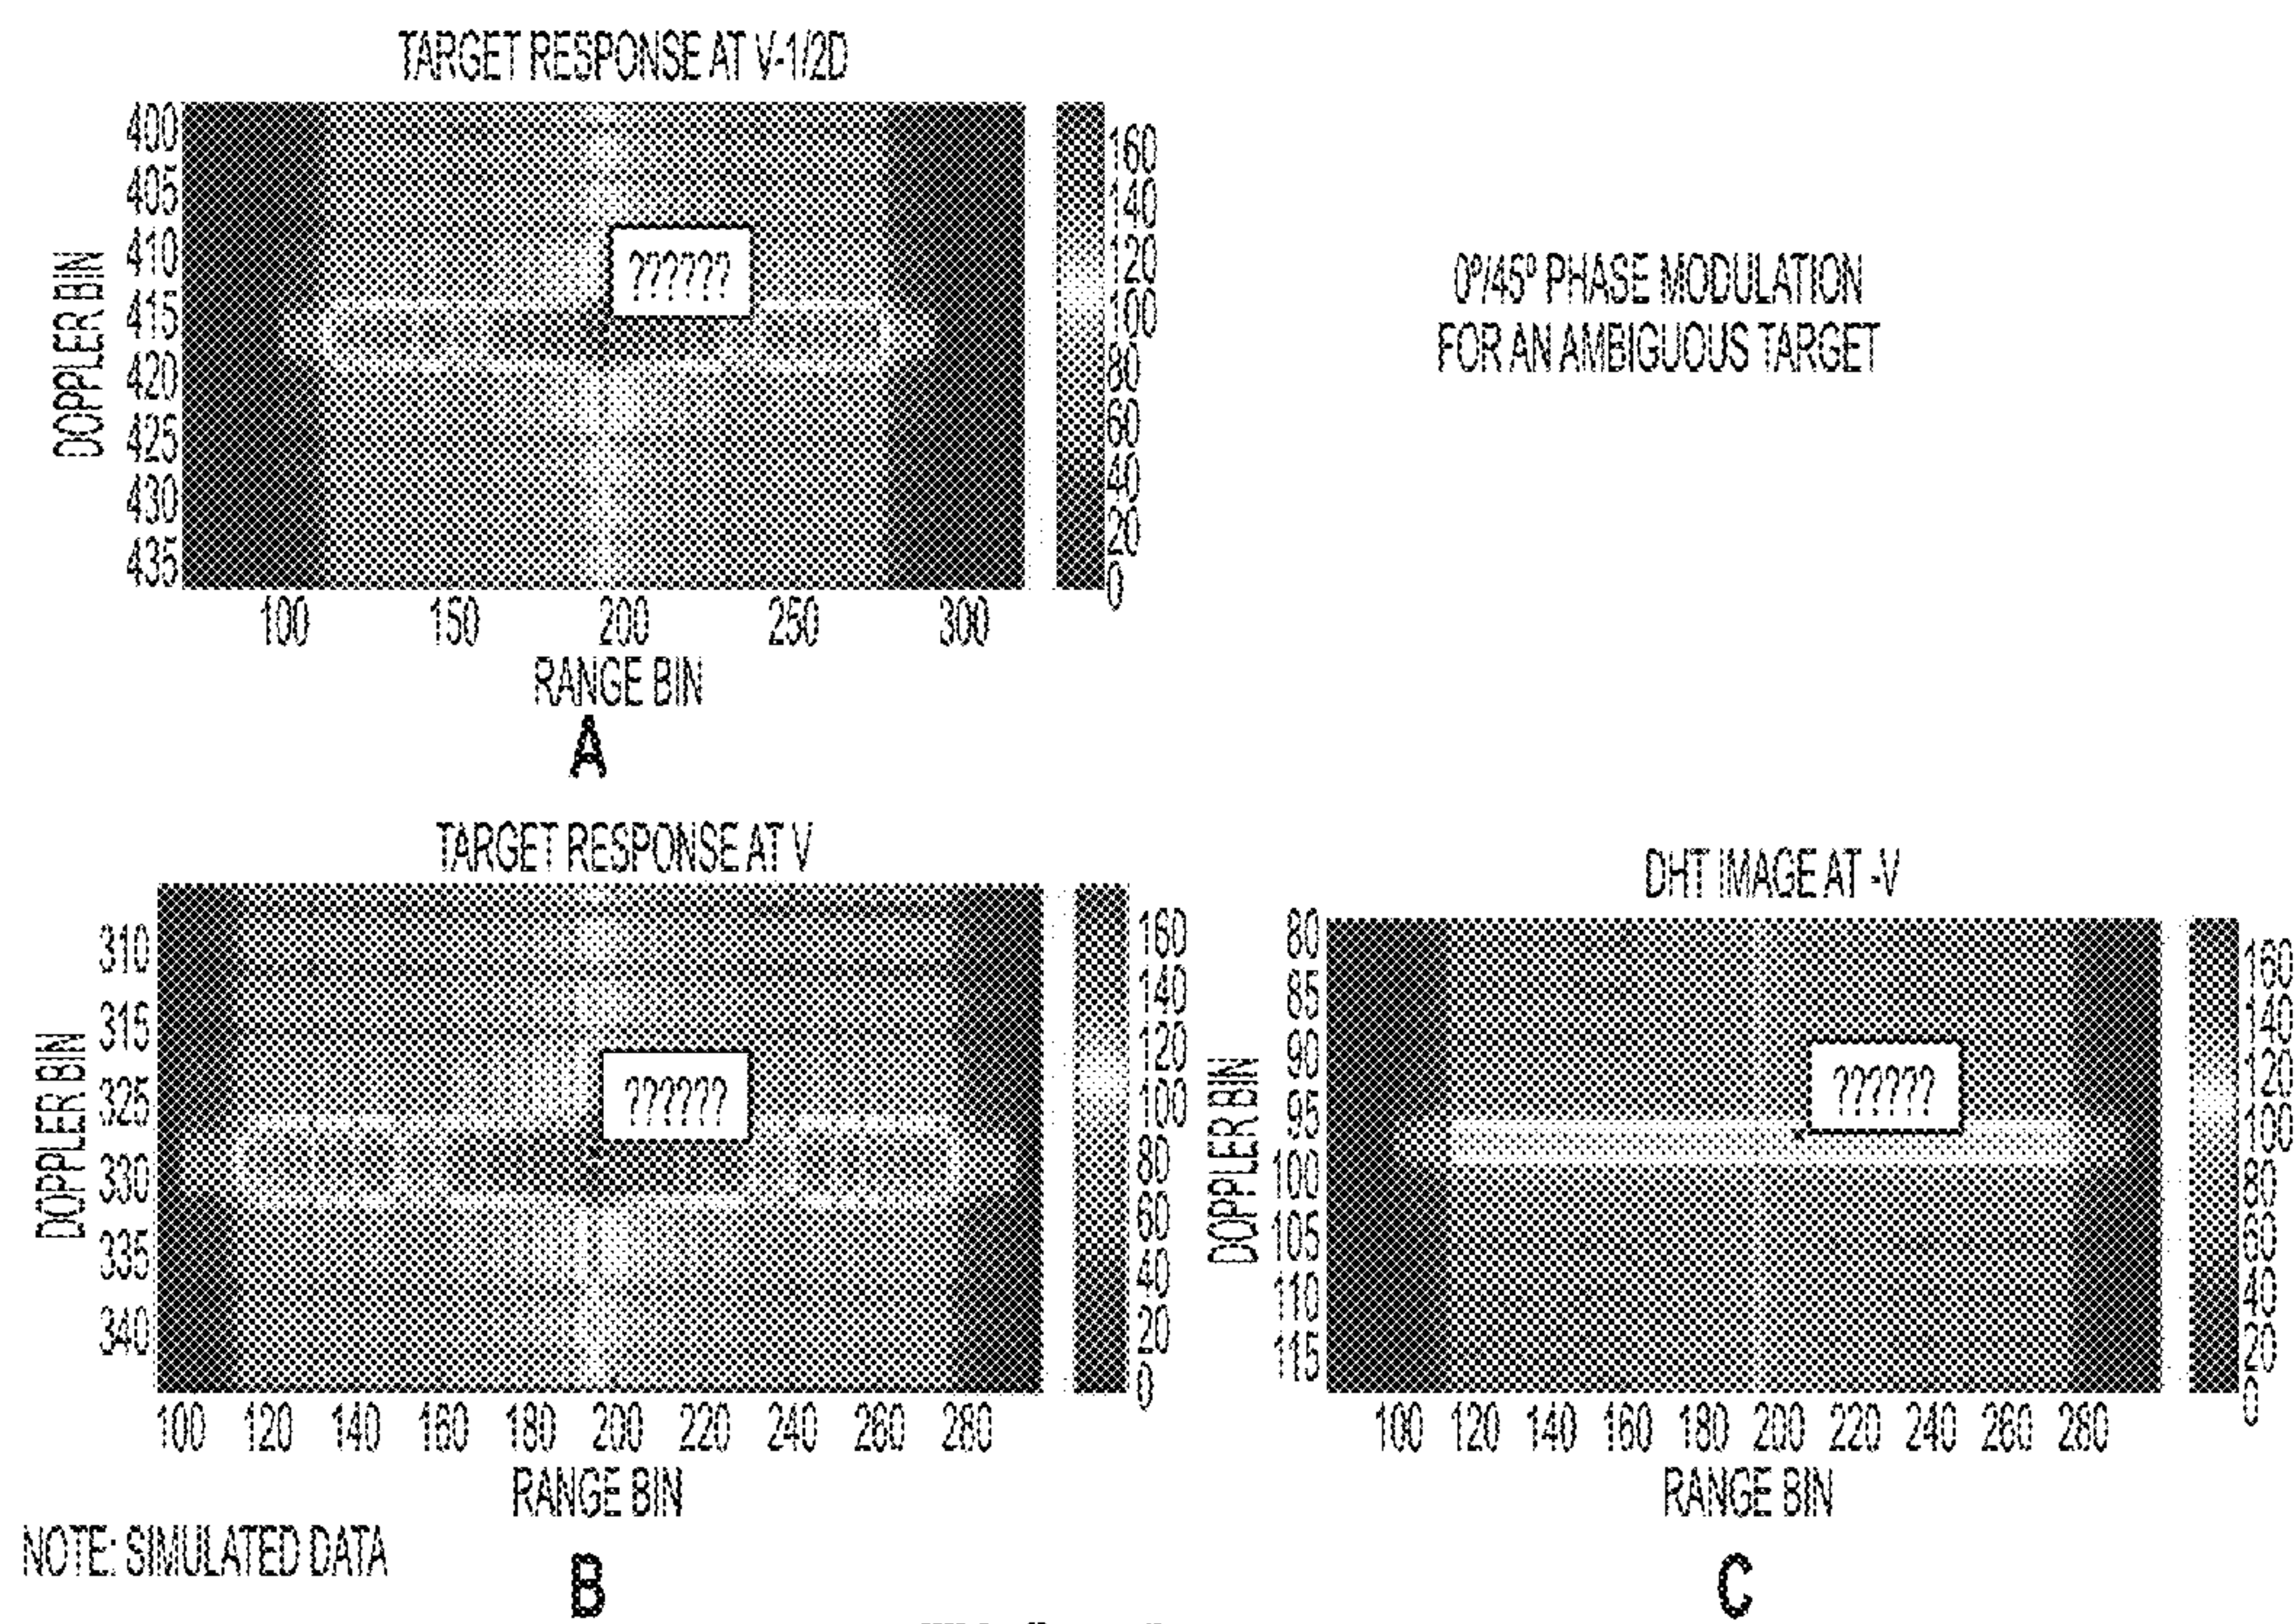 TARGET RESPONSE AT V-1/2D
400
405
410
415
420
425
430
435
DOPPLER BIN
??????
160
140
120
100
80
60
40
20
0
100 150 200 250 300
RANGE BIN
A
0º/45º PHASE MODULATION
FOR AN AMBIGUOUS TARGET
TARGET RESPONSE AT V
310
315
325
330
335
340
DOPPLER BIN
??????
160
140
120
100
80
60
40
20
0
100 120 140 160 180 200 220 240 260 280
RANGE BIN
NOTE: SIMULATED DATA
B
DHT IMAGE AT -V
80
85
90
95
100
105
110
115
DOPPLER BIN
??????
160
140
120
100
80
60
40
20
0
100 120 140 160 180 200 220 240 260 280
RANGE BIN
C